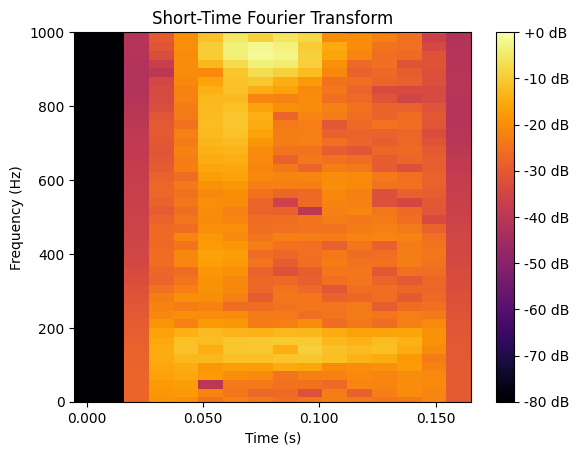 Short-Time Fourier Transform
1000
800
600
400
200
0
Frequency (Hz)
0.000
0.050
0.100
0.150
Time (s)
+0 dB
-10 dB
-20 dB
-30 dB
-40 dB
-50 dB
-60 dB
-70 dB
-80 dB